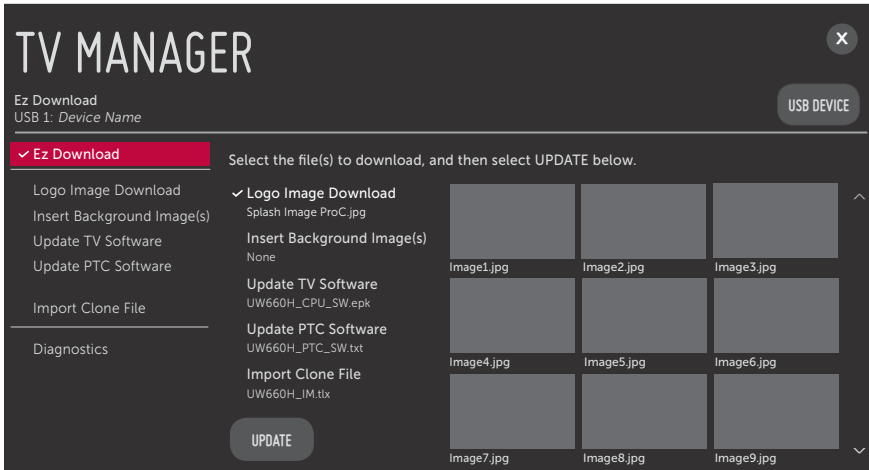 TV MANAGER
X
Ez Download
USB 1: Device Name
USB DEVICE
Ez Download
Logo Image Download
Insert Background Image(s)
Update TV Software
Update PTC Software
Import Clone File
Diagnostics
Select the file(s) to download, and then select UPDATE below.
Logo Image Download
Splash Image ProC.jpg
Insert Background Image(s)
None
Update TV Software
UW660H_CPU_SW.epk
Update PTC Software
UW660H_PTC_SW.txt
Import Clone File
UW660H_IM.tlx
UPDATE
Image1.jpg
Image2.jpg
Image3.jpg
Image4.jpg
Image5.jpg
Image6.jpg
Image7.jpg
Image8.jpg
Image9.jpg